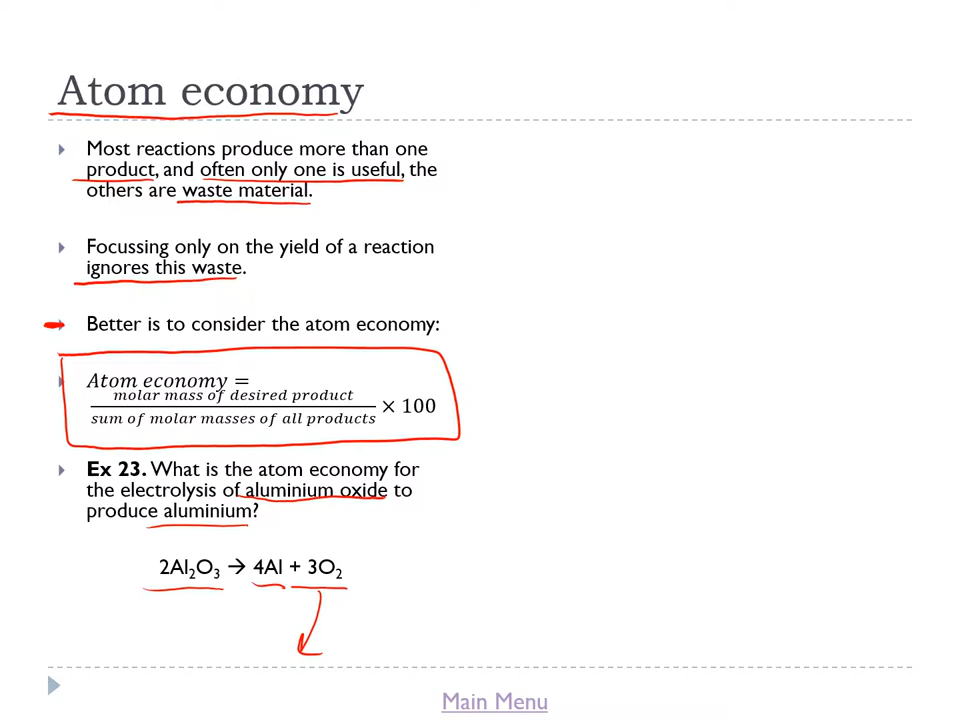 Atom economy
Most reactions produce more than one
product, and often only one is useful, the
others are waste material.
Focussing only on the yield of a reaction
ignores this waste.
Better is to consider the atom economy:
Atom economy =
molar mass of desired product
sum of molar masses of all products × 100
Ex 23. What is the atom economy for
the electrolysis of aluminium oxide to
produce aluminium?
2Al₂O₃ → 4Al + 3O₂
Main Menu